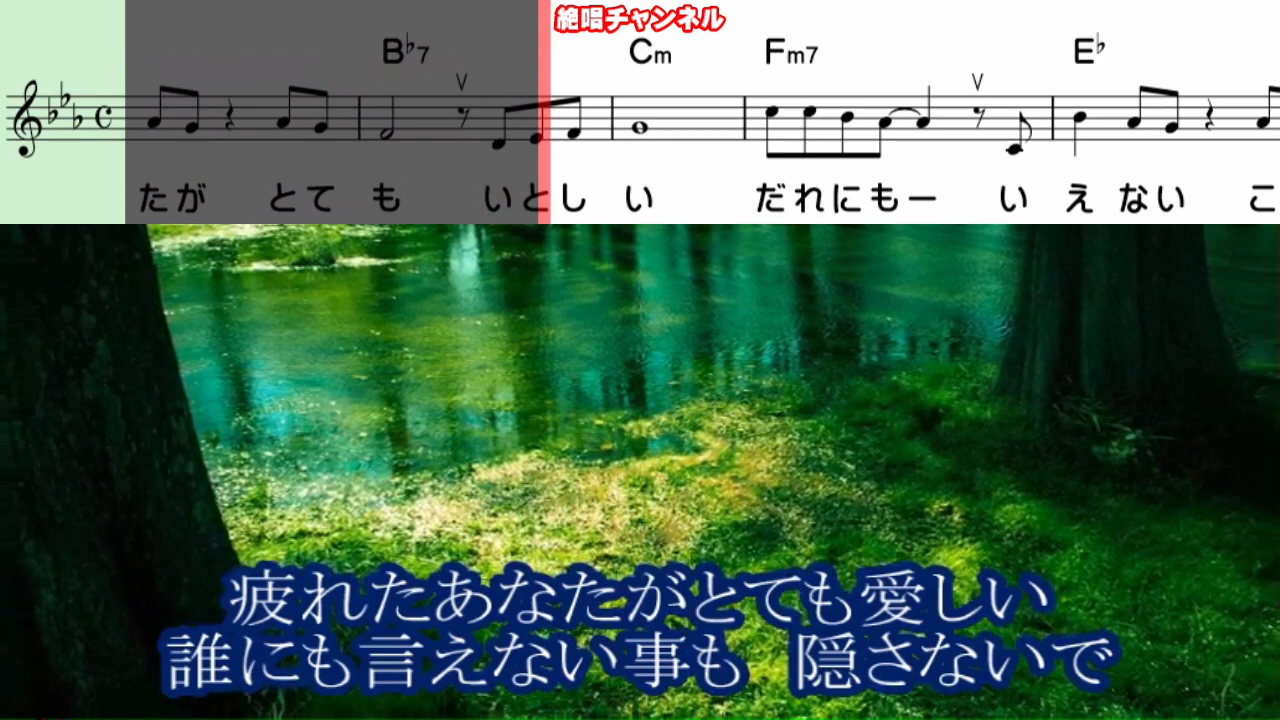 絶唱チャンネル
B♭7 Cm Fm7 E♭
たが とても いとしい だれにもー いえない こ
疲れたあなたがとても愛しい
誰にも言えない事も 隠さないで